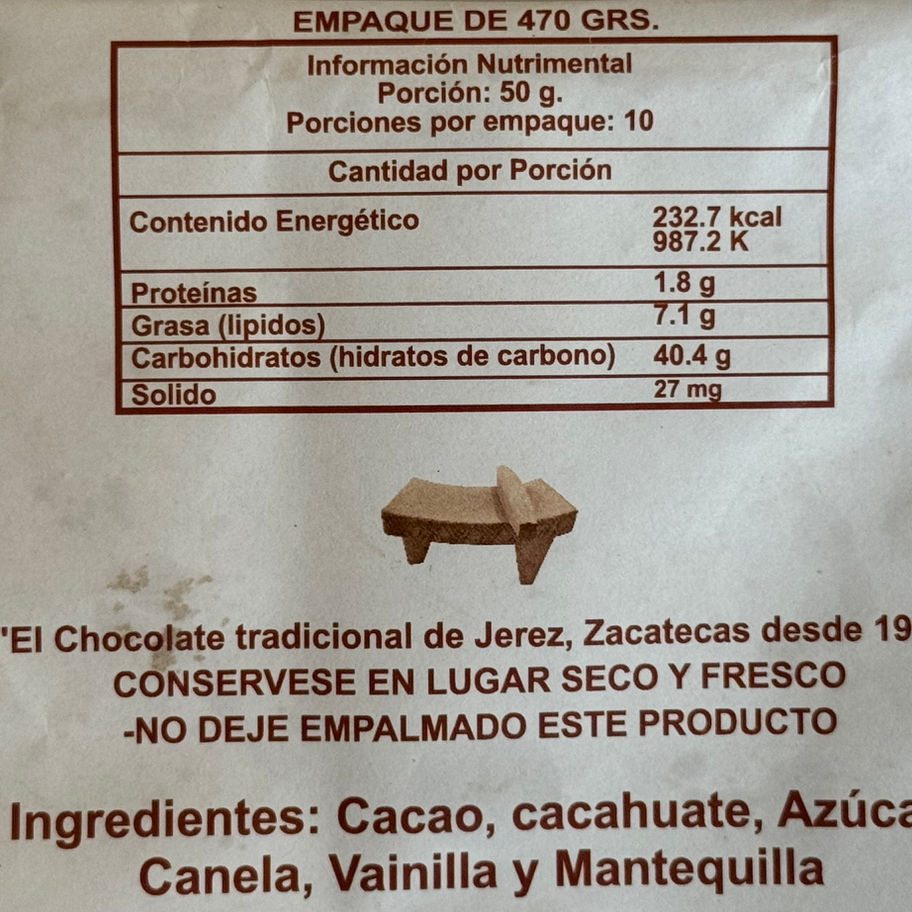 EMPAQUE DE 470 GRS.
Información Nutrimental
Porción: 50 g.
Porciones por empaque: 10
Cantidad por Porción
Contenido Energético 232.7 kcal
987.2 K
Proteínas 1.8 g
Grasa (lipidos) 7.1 g
Carbohidratos (hidratos de carbono) 40.4 g
Solido 27 mg
"El Chocolate tradicional de Jerez, Zacatecas desde 19
CONSERVESE EN LUGAR SECO Y FRESCO
-NO DEJE EMPALMADO ESTE PRODUCTO
Ingredientes: Cacao, cacahuate, Azúca
Canela, Vainilla y Mantequilla